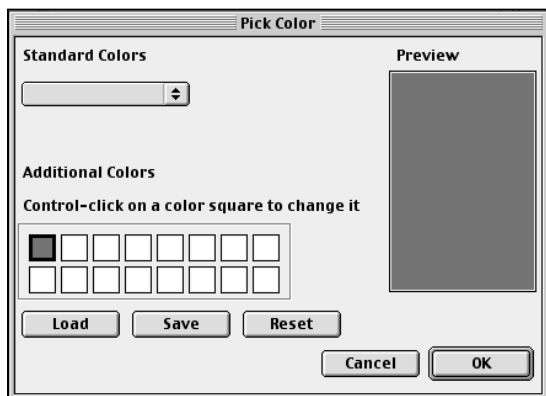 Pick Color
Standard Colors
Preview
Additional Colors
Control-click on a color square to change it
Load
Save
Reset
Cancel
OK